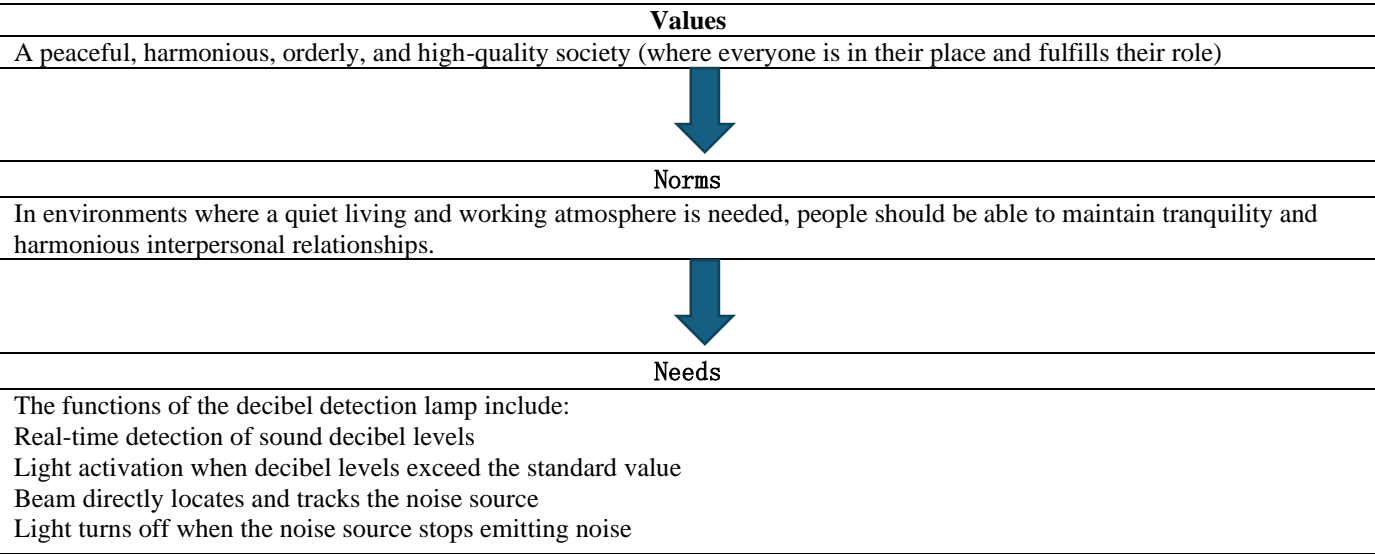 Values
A peaceful, harmonious, orderly, and high-quality society (where everyone is in their place and fulfills their role)
Norms
In environments where a quiet living and working atmosphere is needed, people should be able to maintain tranquility and
harmonious interpersonal relationships.
Needs
The functions of the decibel detection lamp include:
Real-time detection of sound decibel levels
Light activation when decibel levels exceed the standard value
Beam directly locates and tracks the noise source
Light turns off when the noise source stops emitting noise